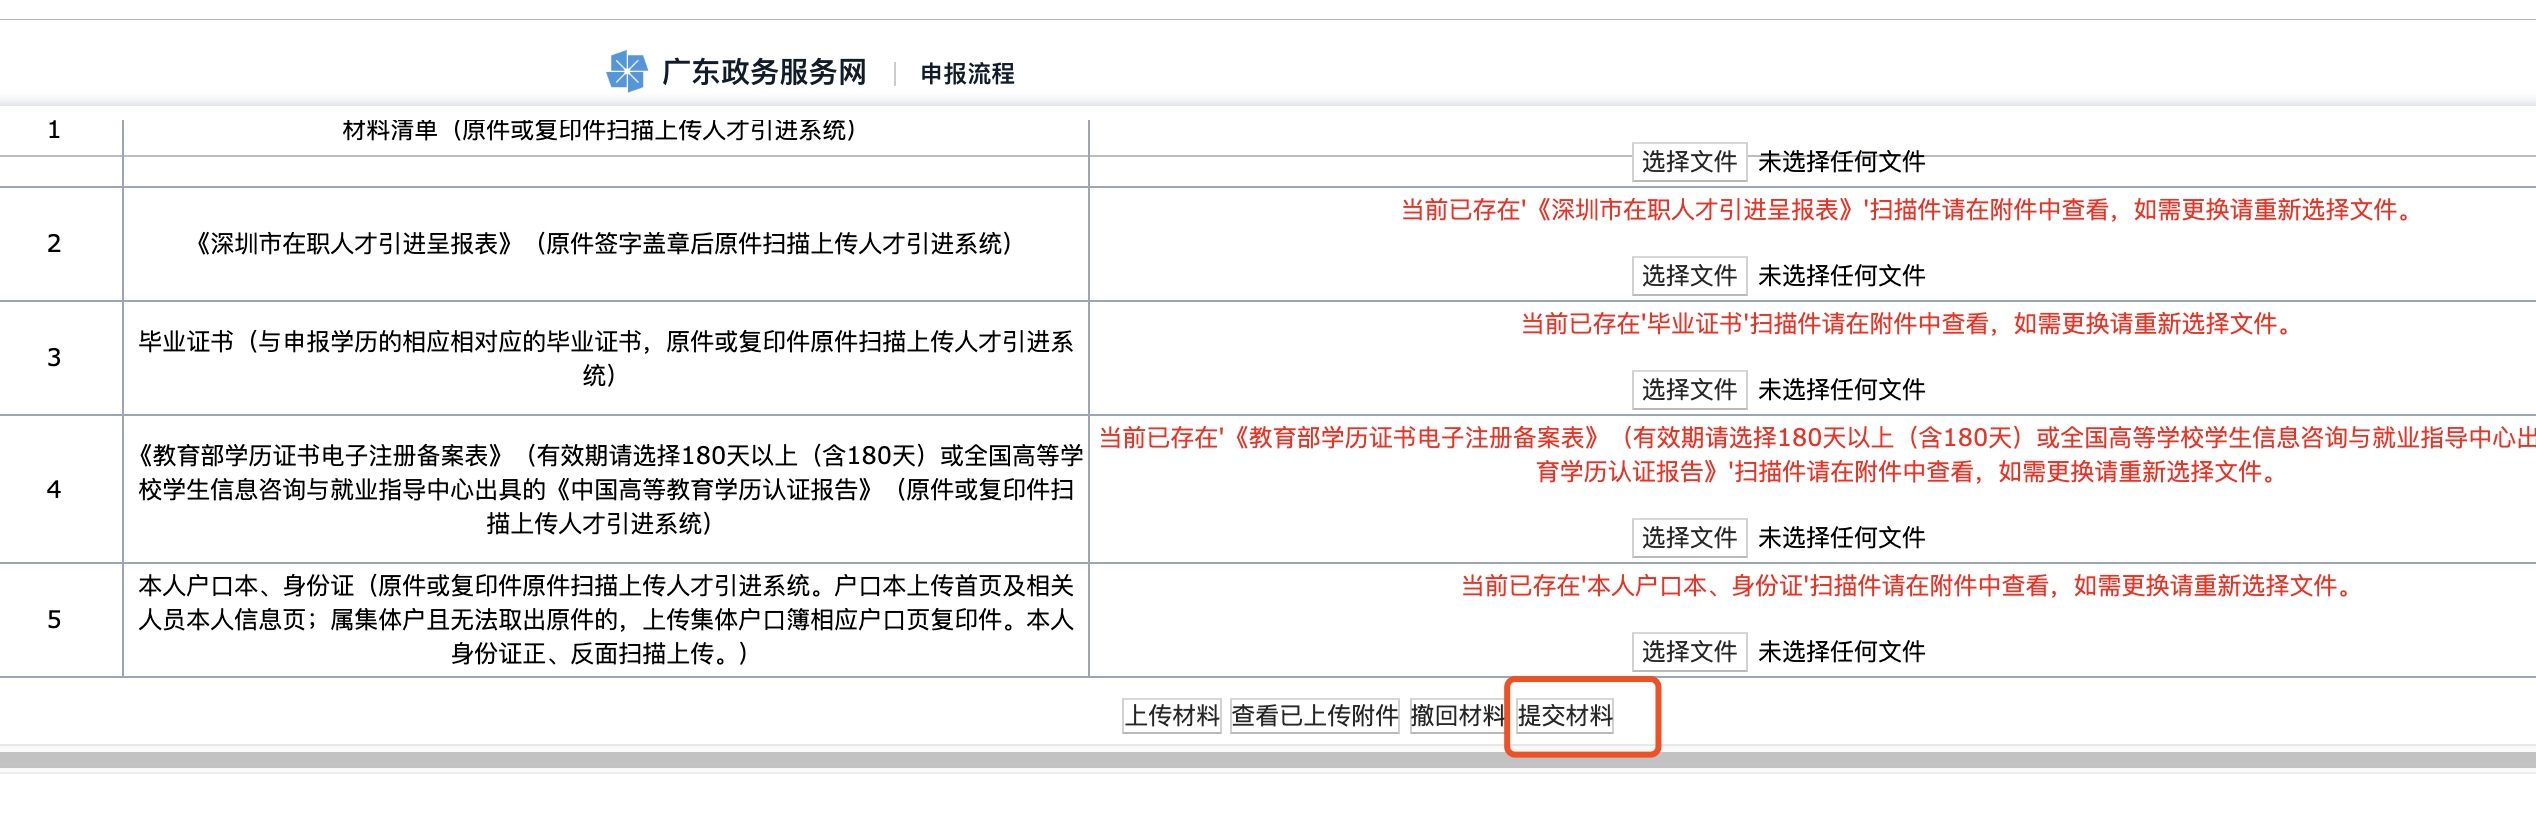 广东政务服务网 | 申报流程
1
材料清单（原件或复印件扫描上传人才引进系统）
选择文件 未选择任何文件
2
《深圳市在职人才引进呈报表》（原件签字盖章后原件扫描上传人才引进系统）
当前已存在'《深圳市在职人才引进呈报表》'扫描件请在附件中查看，如需更换请重新选择文件。
选择文件 未选择任何文件
3
毕业证书（与申报学历的相应相对应的毕业证书，原件或复印件原件扫描上传人才引进系
统）
当前已存在'毕业证书'扫描件请在附件中查看，如需更换请重新选择文件。
选择文件 未选择任何文件
4
《教育部学历证书电子注册备案表》（有效期请选择180天以上（含180天）或全国高等学
校学生信息咨询与就业指导中心出具的《中国高等教育学历认证报告》（原件或复印件扫
描上传人才引进系统）
当前已存在'《教育部学历证书电子注册备案表》（有效期请选择180天以上（含180天）或全国高等学校学生信息咨询与就业指导中心出
育学历认证报告》'扫描件请在附件中查看，如需更换请重新选择文件。
选择文件 未选择任何文件
5
本人户口本、身份证（原件或复印件原件扫描上传人才引进系统。户口本上传首页及相关
人员本人信息页；属集体户且无法取出原件的，上传集体户口簿相应户口页复印件。本人
身份证正、反面扫描上传。）
当前已存在'本人户口本、身份证'扫描件请在附件中查看，如需更换请重新选择文件。
选择文件 未选择任何文件
上传材料 查看已上传附件 撤回材料 提交材料